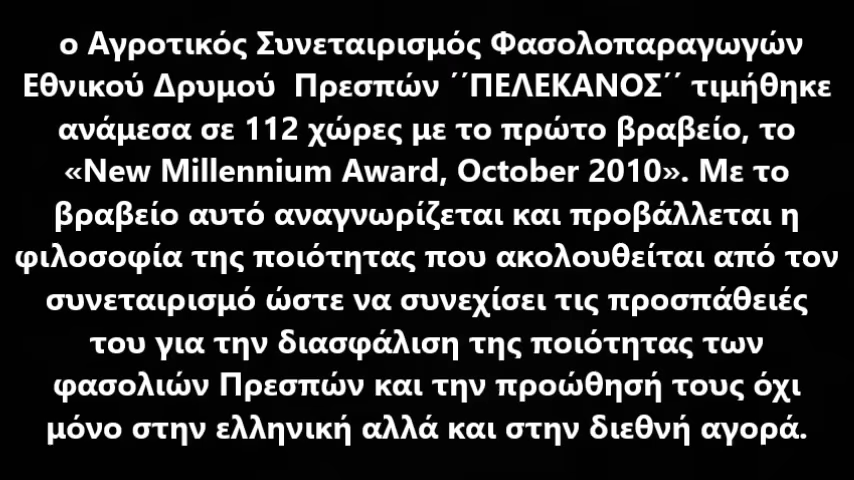 ο Αγροτικός Συνεταιρισμός Φασολοπαραγωγών
Εθνικού Δρυμού  Πρεσπών ΄΄ΠΕΛΕΚΑΝΟΣ΄΄ τιμήθηκε
ανάμεσα σε 112 χώρες με το πρώτο βραβείο, το
«New Millennium Award, October 2010». Με το
βραβείο αυτό αναγνωρίζεται και προβάλλεται η
φιλοσοφία της ποιότητας που ακολουθείται από τον
συνεταιρισμό ώστε να συνεχίσει τις προσπάθειές
του για την διασφάλιση της ποιότητας των
φασολιών Πρεσπών και την προώθησή τους όχι
μόνο στην ελληνική αλλά και στην διεθνή αγορά.